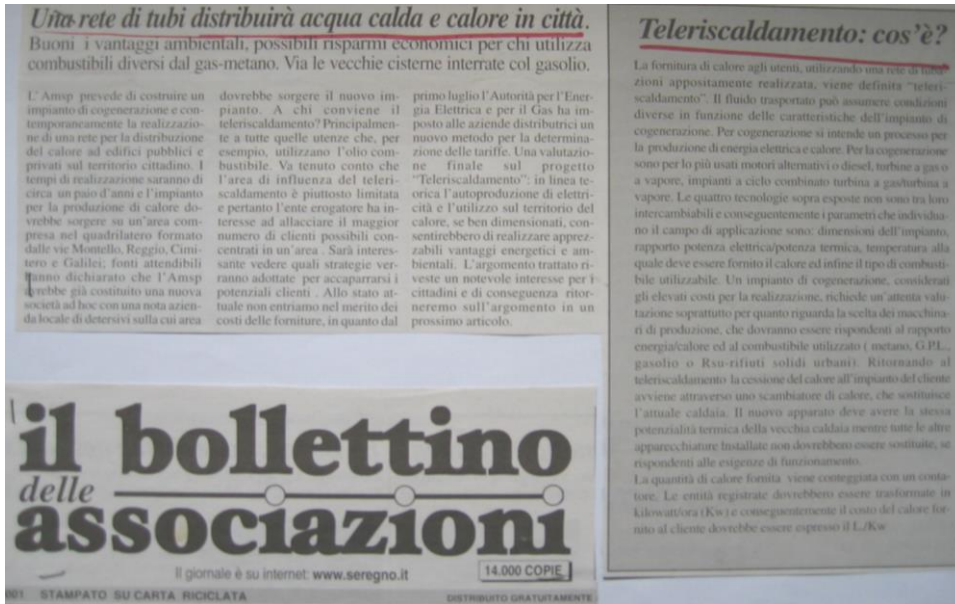 Una rete di tubi distribuirà acqua calda e calore in città.
Buoni i vantaggi ambientali, possibili risparmi economici per chi utilizza
combustibili diversi dal gas-metano. Via le vecchie cisterne interrate col gasolio.
L'Amsp prevede di costruire un
impianto di cogenerazione e con-
temporaneamente la realizzazio-
ne di una rete per la distribuzione
del calore ad edifici pubblici e
privati sul territorio cittadino. I
tempi di realizzazione saranno di
circa un paio d'anni e l'impianto
per la produzione di calore do-
vrebbe sorgere su un'area com-
presa nel quadrilatero formato
dalle vie Montello, Reggio, Cimi-
tero e Galilei; fonti attendibili
hanno dichiarato che l'Amsp
avrebbe già costituito una nuova
società ad hoc con una nota azien-
da locale di detersivi sulla cui area
dovrebbe sorgere il nuovo im-
pianto. A chi conviene il
teleriscaldamento? Principalmen-
te a tutte quelle utenze che, per
esempio, utilizzano l'olio com-
bustibile. Va tenuto conto che
l'area di influenza del teleri-
scaldamento è piuttosto limitata
e pertanto l'ente erogatore ha in-
teresse ad allacciare il maggior
numero di clienti possibili con-
centrati in un'area . Sarà interes-
sante vedere quali strategie ver-
ranno adottate per accaparrarsi i
potenziali clienti . Allo stato at-
tuale non entriamo nel merito dei
costi delle forniture, in quanto dal
primo luglio l'Autorità per l'Ener-
gia Elettrica e per il Gas ha im-
posto alle aziende distributrici un
nuovo metodo per la determina-
zione delle tariffe. Una valutazio-
ne finale sul progetto
"Teleriscaldamento": in linea teo-
rica l'autoproduzione di elettri-
cità e l'utilizzo sul territorio del
calore, se ben dimensionati, con-
sentirebbero di realizzare apprez-
zabili vantaggi energetici e am-
bientali. L'argomento trattato ri-
veste un notevole interesse per i
cittadini e di conseguenza ritor-
neremo sull'argomento in un
prossimo articolo.
Teleriscaldamento: cos'è?
La fornitura di calore agli utenti, utilizzando una rete di tuba-
zioni appositamente realizzata, viene definita "teleri-
scaldamento". Il fluido trasportato può assumere condizioni
diverse in funzione delle caratteristiche dell'impianto di
cogenerazione. Per cogenerazione si intende un processo per
la produzione di energia elettrica e calore. Per la cogenerazione
sono per lo più usati motori alternativi o diesel, turbine a gas o
a vapore, impianti a ciclo combinato turbina a gas/turbina a
vapore. Le quattro tecnologie sopra esposte non sono tra loro
intercambiabili e conseguentemente i parametri che individua-
no il campo di applicazione sono: dimensioni dell'impianto,
rapporto potenza elettrica/potenza termica, temperatura alla
quale deve essere fornito il calore ed infine il tipo di combusti-
bile utilizzabile. Un impianto di cogenerazione, considerati
gli elevati costi per la realizzazione, richiede un'attenta valu-
tazione soprattutto per quanto riguarda la scelta dei macchina-
ri di produzione, che dovranno essere rispondenti al rapporto
energia/calore ed al combustibile utilizzato ( metano, G.P.L.,
gasolio o Rsu-rifiuti solidi urbani). Ritornando al
teleriscaldamento la cessione del calore all'impianto del cliente
avviene attraverso uno scambiatore di calore, che sostituisce
l'attuale caldaia. Il nuovo apparato deve avere la stessa
potenzialità termica della vecchia caldaia mentre tutte le altre
apparecchiature installate non dovrebbero essere sostituite, se
rispondenti alle esigenze di funzionamento.
La quantità di calore fornita viene conteggiata con un conta-
tore. Le entità registrate dovrebbero essere trasformate in
kilowatt/ora (Kw) e conseguentemente il costo del calore for-
nito al cliente dovrebbe essere espresso il L./Kw
il bollettino
delle
associazioni
Il giornale è su internet: www.seregno.it
14.000 COPIE
001 STAMPATO SU CARTA RICICLATA
DISTRIBUITO GRATUITAMENTE